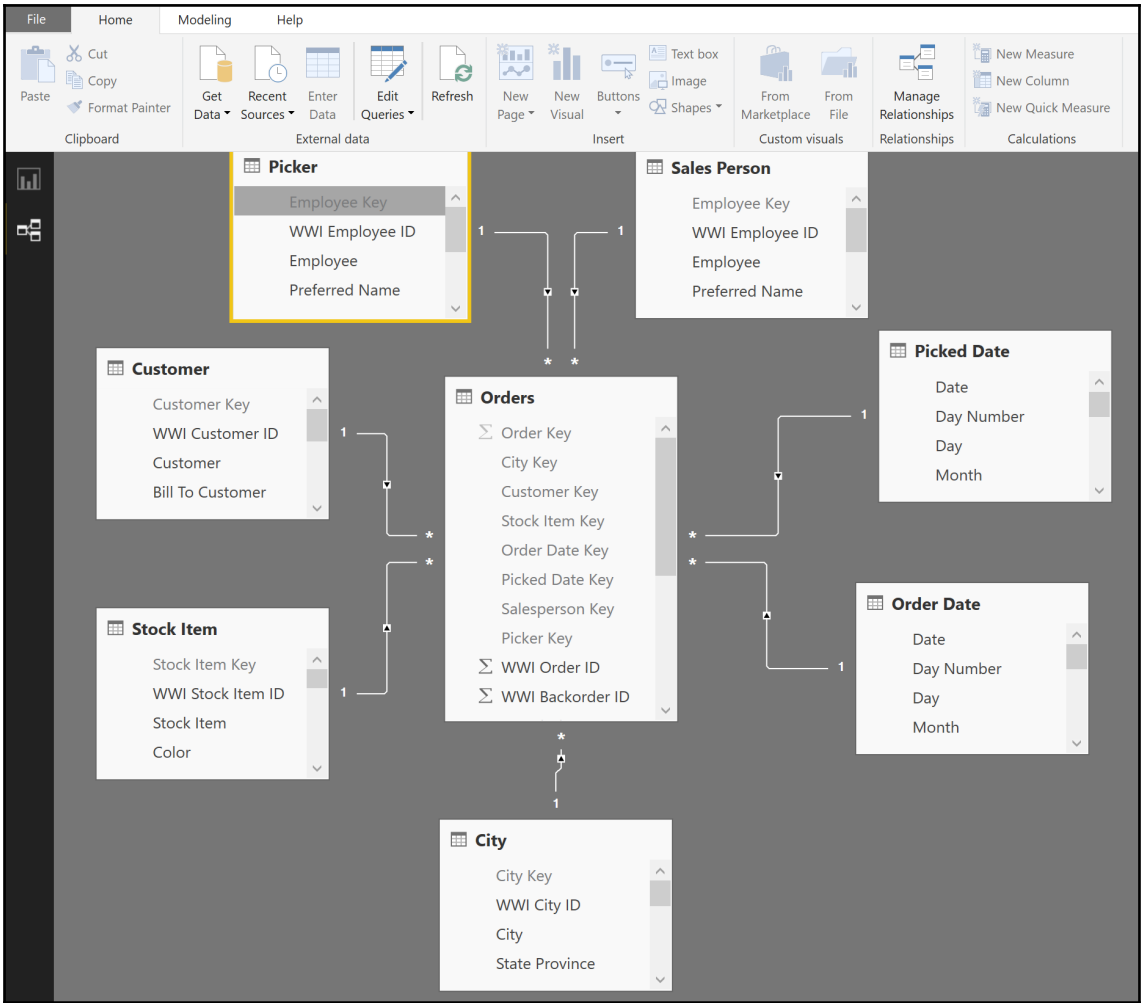 File Home Modeling Help
Paste
Cut
Copy
Format Painter
Clipboard
Get Data
Recent Sources
Enter Data
Edit Queries
Refresh
External data
New Page
New Visual
Buttons
Text box
Image
Shapes
Insert
From Marketplace
From File
Custom visuals
Manage Relationships
Relationships
New Measure
New Column
New Quick Measure
Calculations
Picker
Employee Key
WWI Employee ID
Employee
Preferred Name
1
1
Sales Person
Employee Key
WWI Employee ID
Employee
Preferred Name
* *
Customer
Customer Key
WWI Customer ID
Customer
Bill To Customer
1
*
Stock Item
Stock Item Key
WWI Stock Item ID
Stock Item
Color
1
*
Orders
Σ Order Key
City Key
Customer Key
Stock Item Key
Order Date Key
Picked Date Key
Salesperson Key
Picker Key
Σ WWI Order ID
Σ WWI Backorder ID
Picked Date
Date
Day Number
Day
Month
1
*
Order Date
Date
Day Number
Day
Month
1
*
*
1
City
City Key
WWI City ID
City
State Province